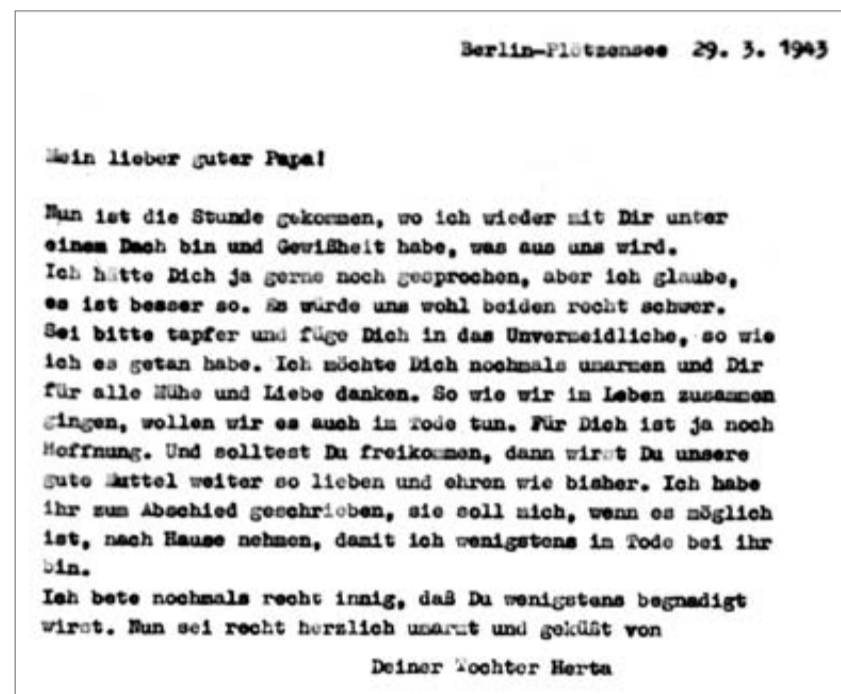 Berlin-Plötzensee 29. 3. 1943
Mein lieber guter Papa!
Nun ist die Stunde gekommen, wo ich wieder mit Dir unter
einem Dach bin und Gewißheit habe, was aus uns wird.
Ich hätte Dich ja gerne noch gesprochen, aber ich glaube,
es ist besser so. Es würde uns wohl beiden recht schwer.
Sei bitte tapfer und füge Dich in das Unvermeidliche, so wie
ich es getan habe. Ich möchte Dich nochmals umarmen und Dir
für alle Mühe und Liebe danken. So wie wir im Leben zusammen
gingen, wollen wir es auch im Tode tun. Für Dich ist ja noch
Hoffnung. Und solltest Du freikommen, dann wirst Du unsere
gute Muttel weiter so lieben und ehren wie bisher. Ich habe
ihr zum Abschied geschrieben, sie soll mich, wenn es möglich
ist, nach Hause nehmen, damit ich wenigstens im Tode bei ihr
bin.
Ich bete nochmals recht innig, daß Du wenigstens begnadigt
wirst. Nun sei recht herzlich umarmt und geküßt von
Deiner Tochter Herta